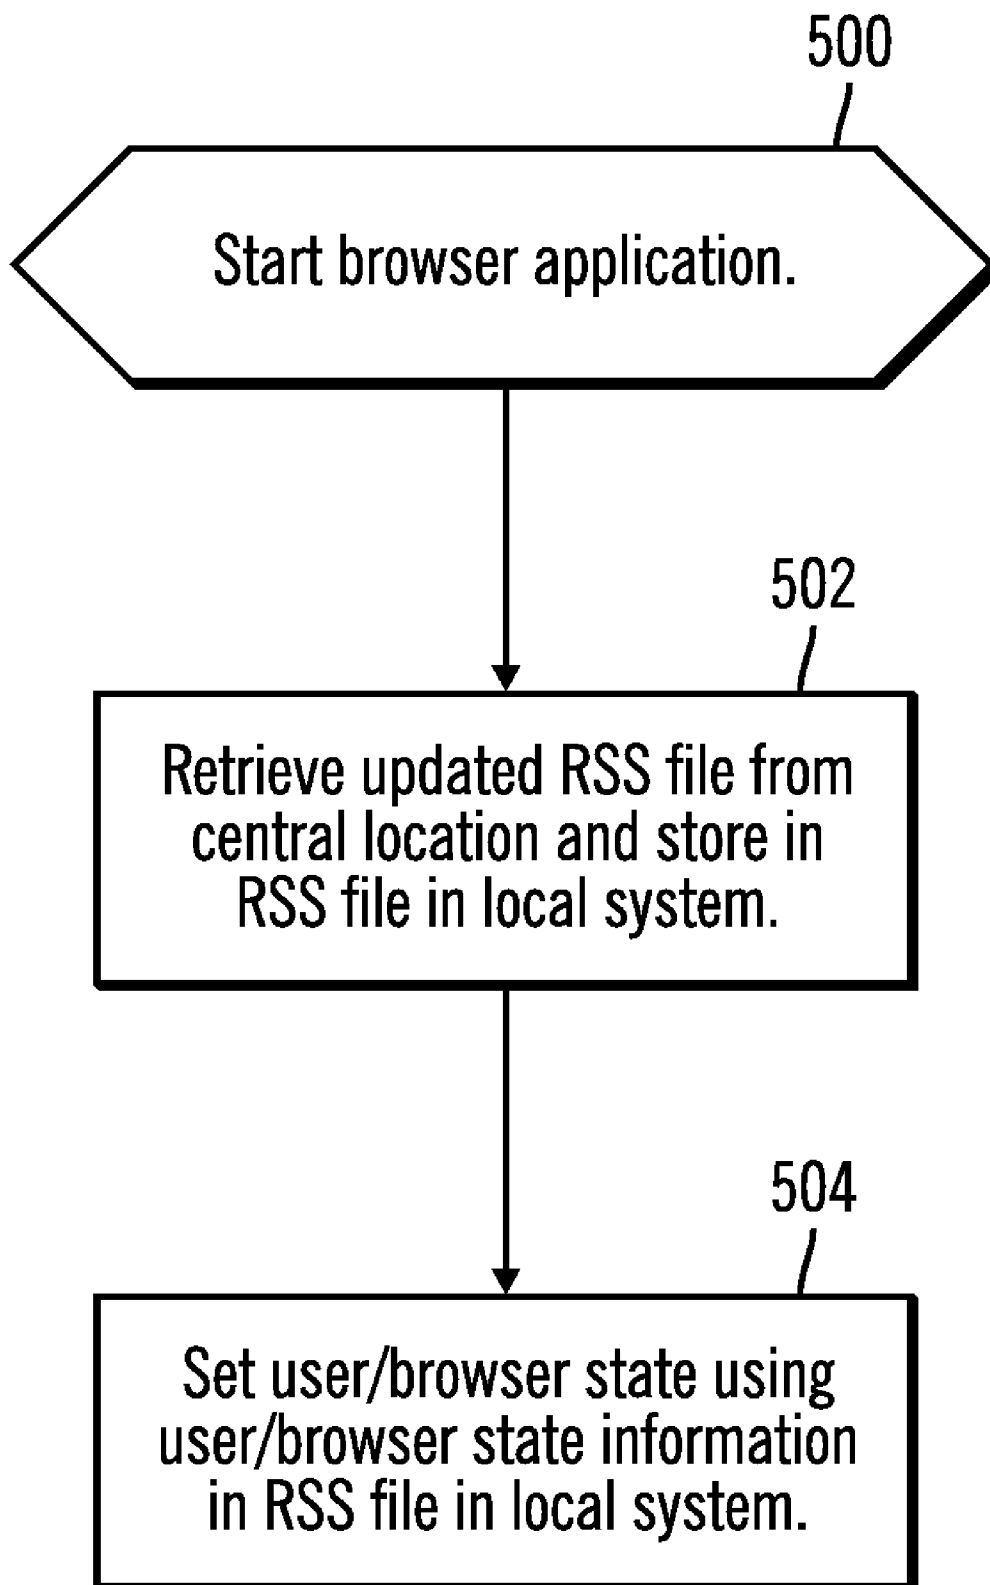 500
Start browser application.
502
Retrieve updated RSS file from
central location and store in
RSS file in local system.
504
Set user/browser state using
user/browser state information
in RSS file in local system.